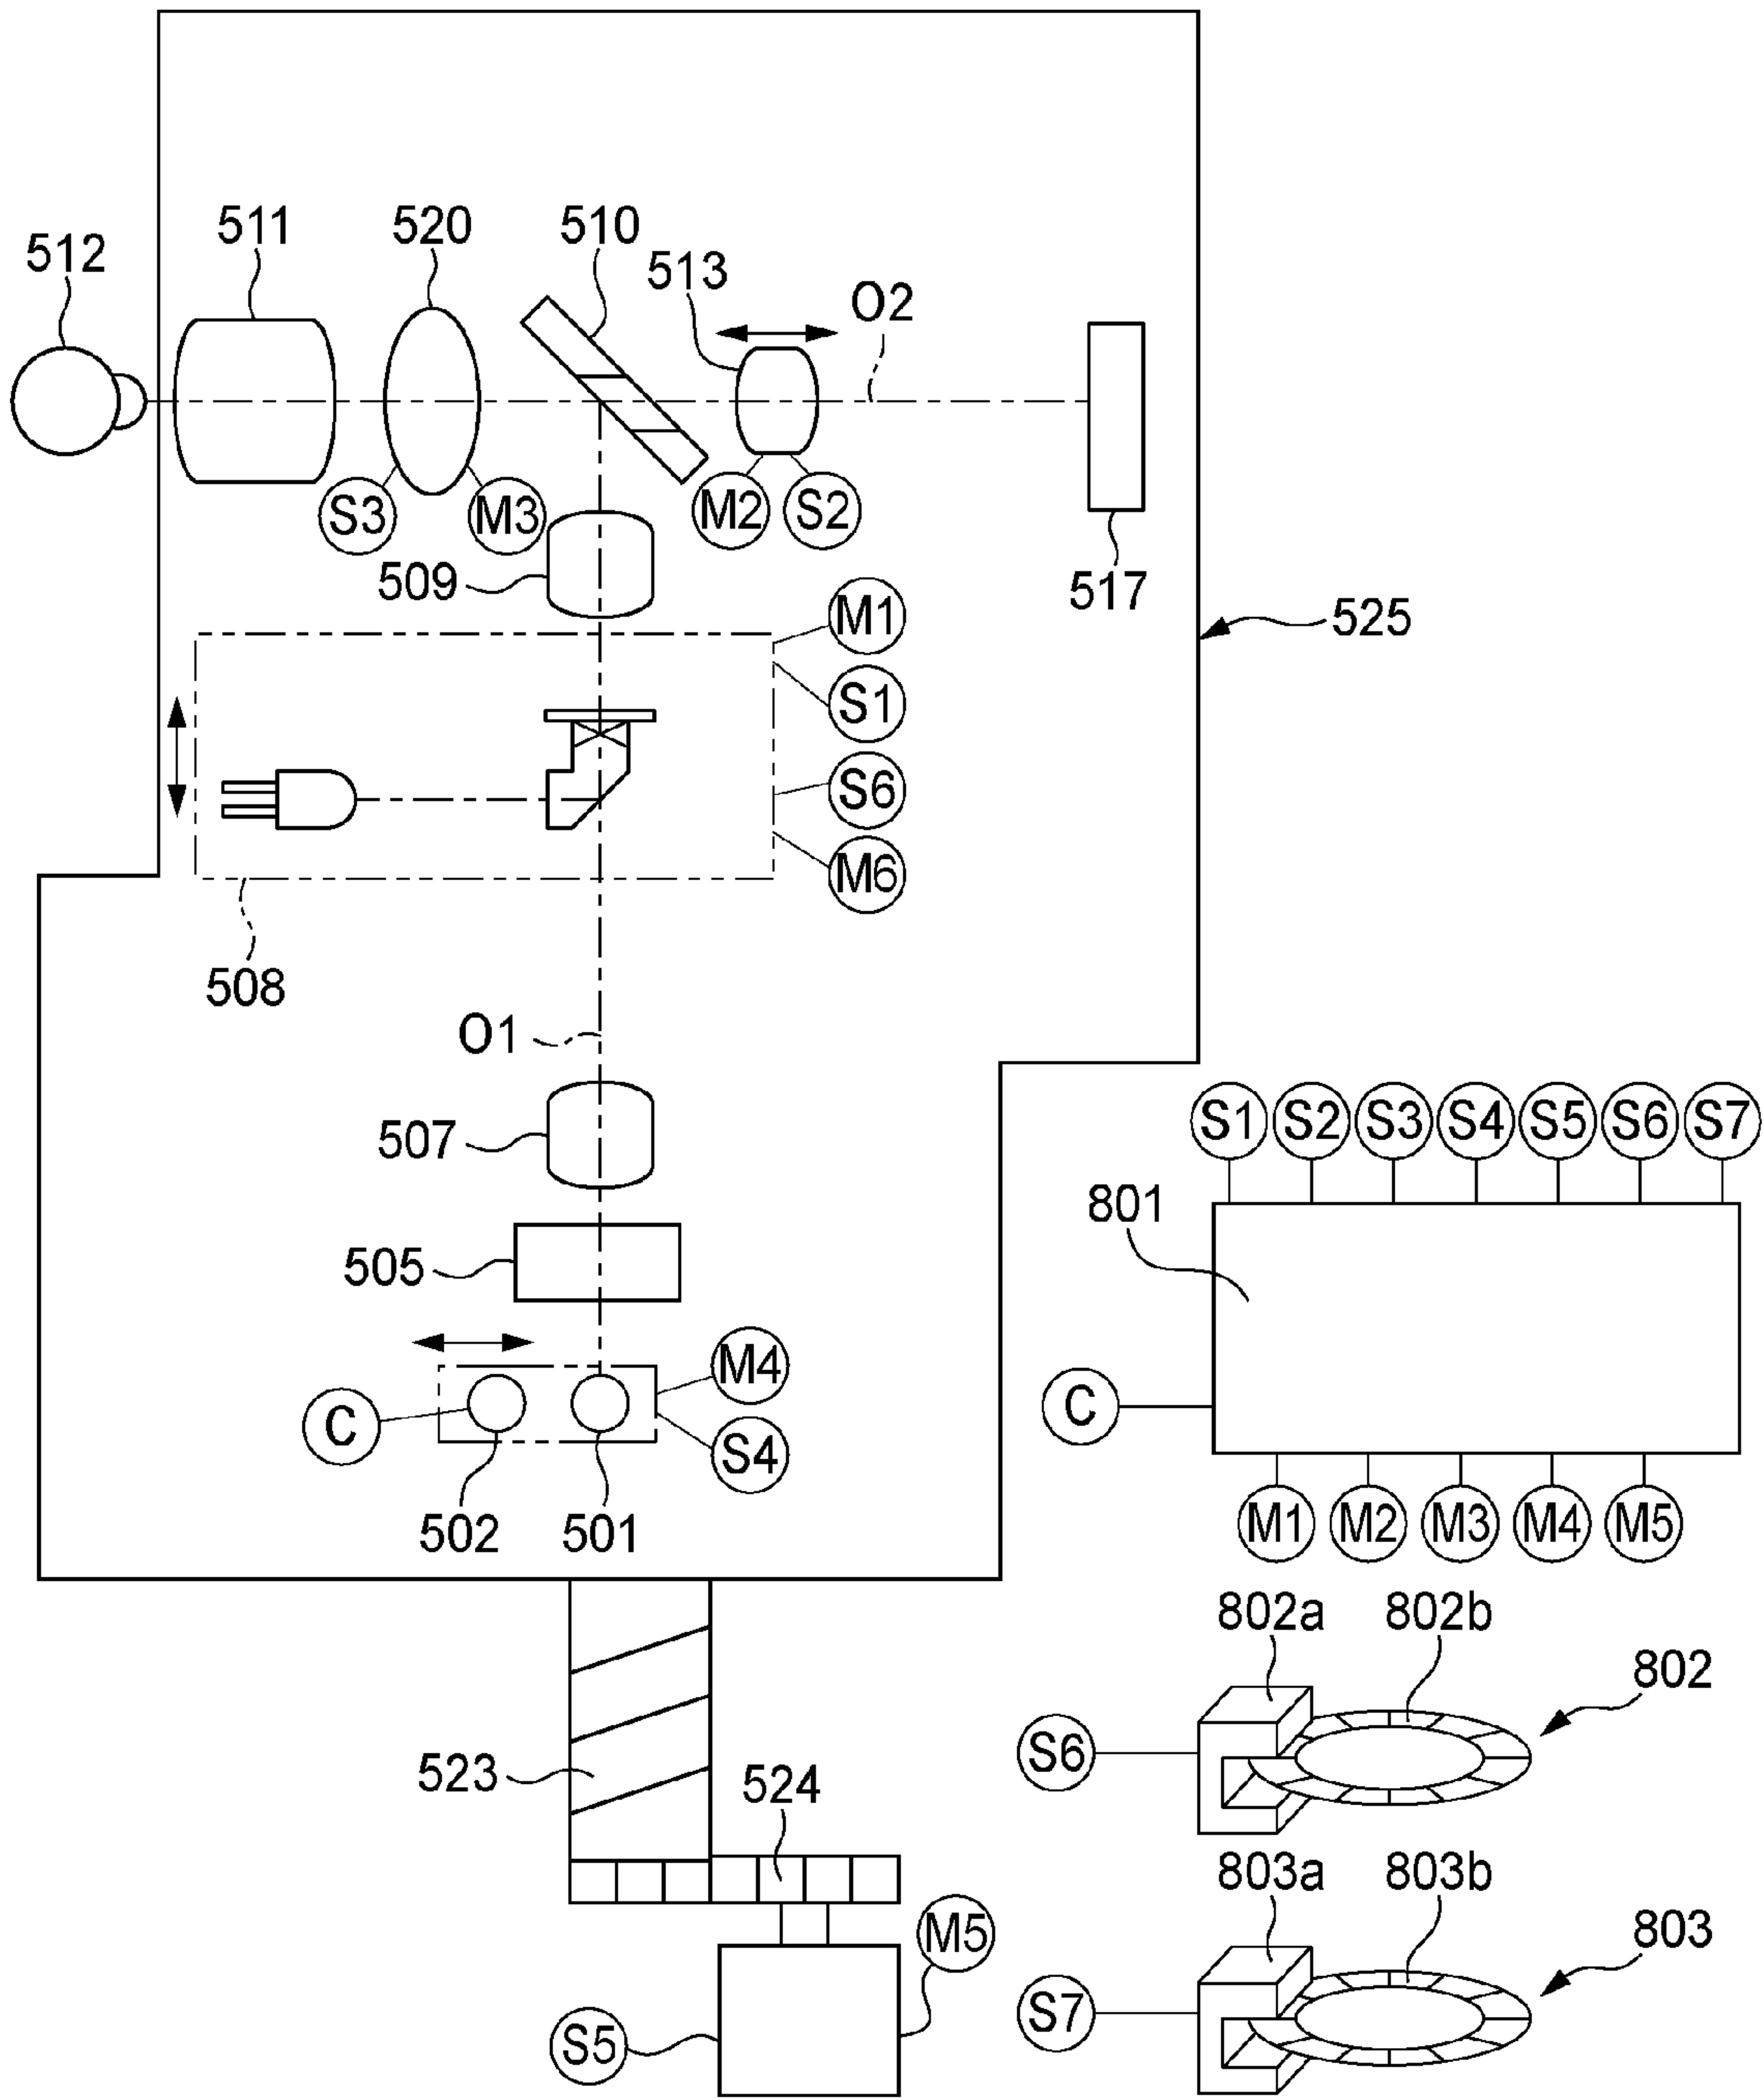 512
511
520
510
513
O2
S3
M3
M2
S2
509
517
M1
525
S1
S6
M6
508
O1
507
S1 S2 S3 S4 S5 S6 S7
801
505
M4
C
C
S4
502
501
M1 M2 M3 M4 M5
802a 802b
802
523
S6
524
803a 803b
M5
803
S7
S5